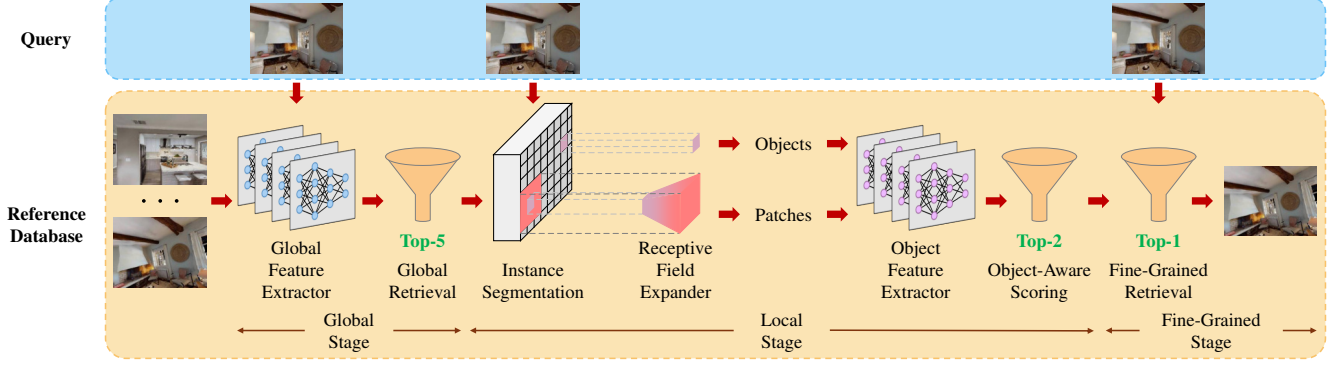 Query
Reference
Database
. . .
Global
Feature
Extractor
Top-5
Global
Retrieval
Instance
Segmentation
Receptive
Field
Expander
Objects
Patches
Object
Feature
Extractor
Top-2
Object-Aware
Scoring
Top-1
Fine-Grained
Retrieval
Global
Stage
Local
Stage
Fine-Grained
Stage